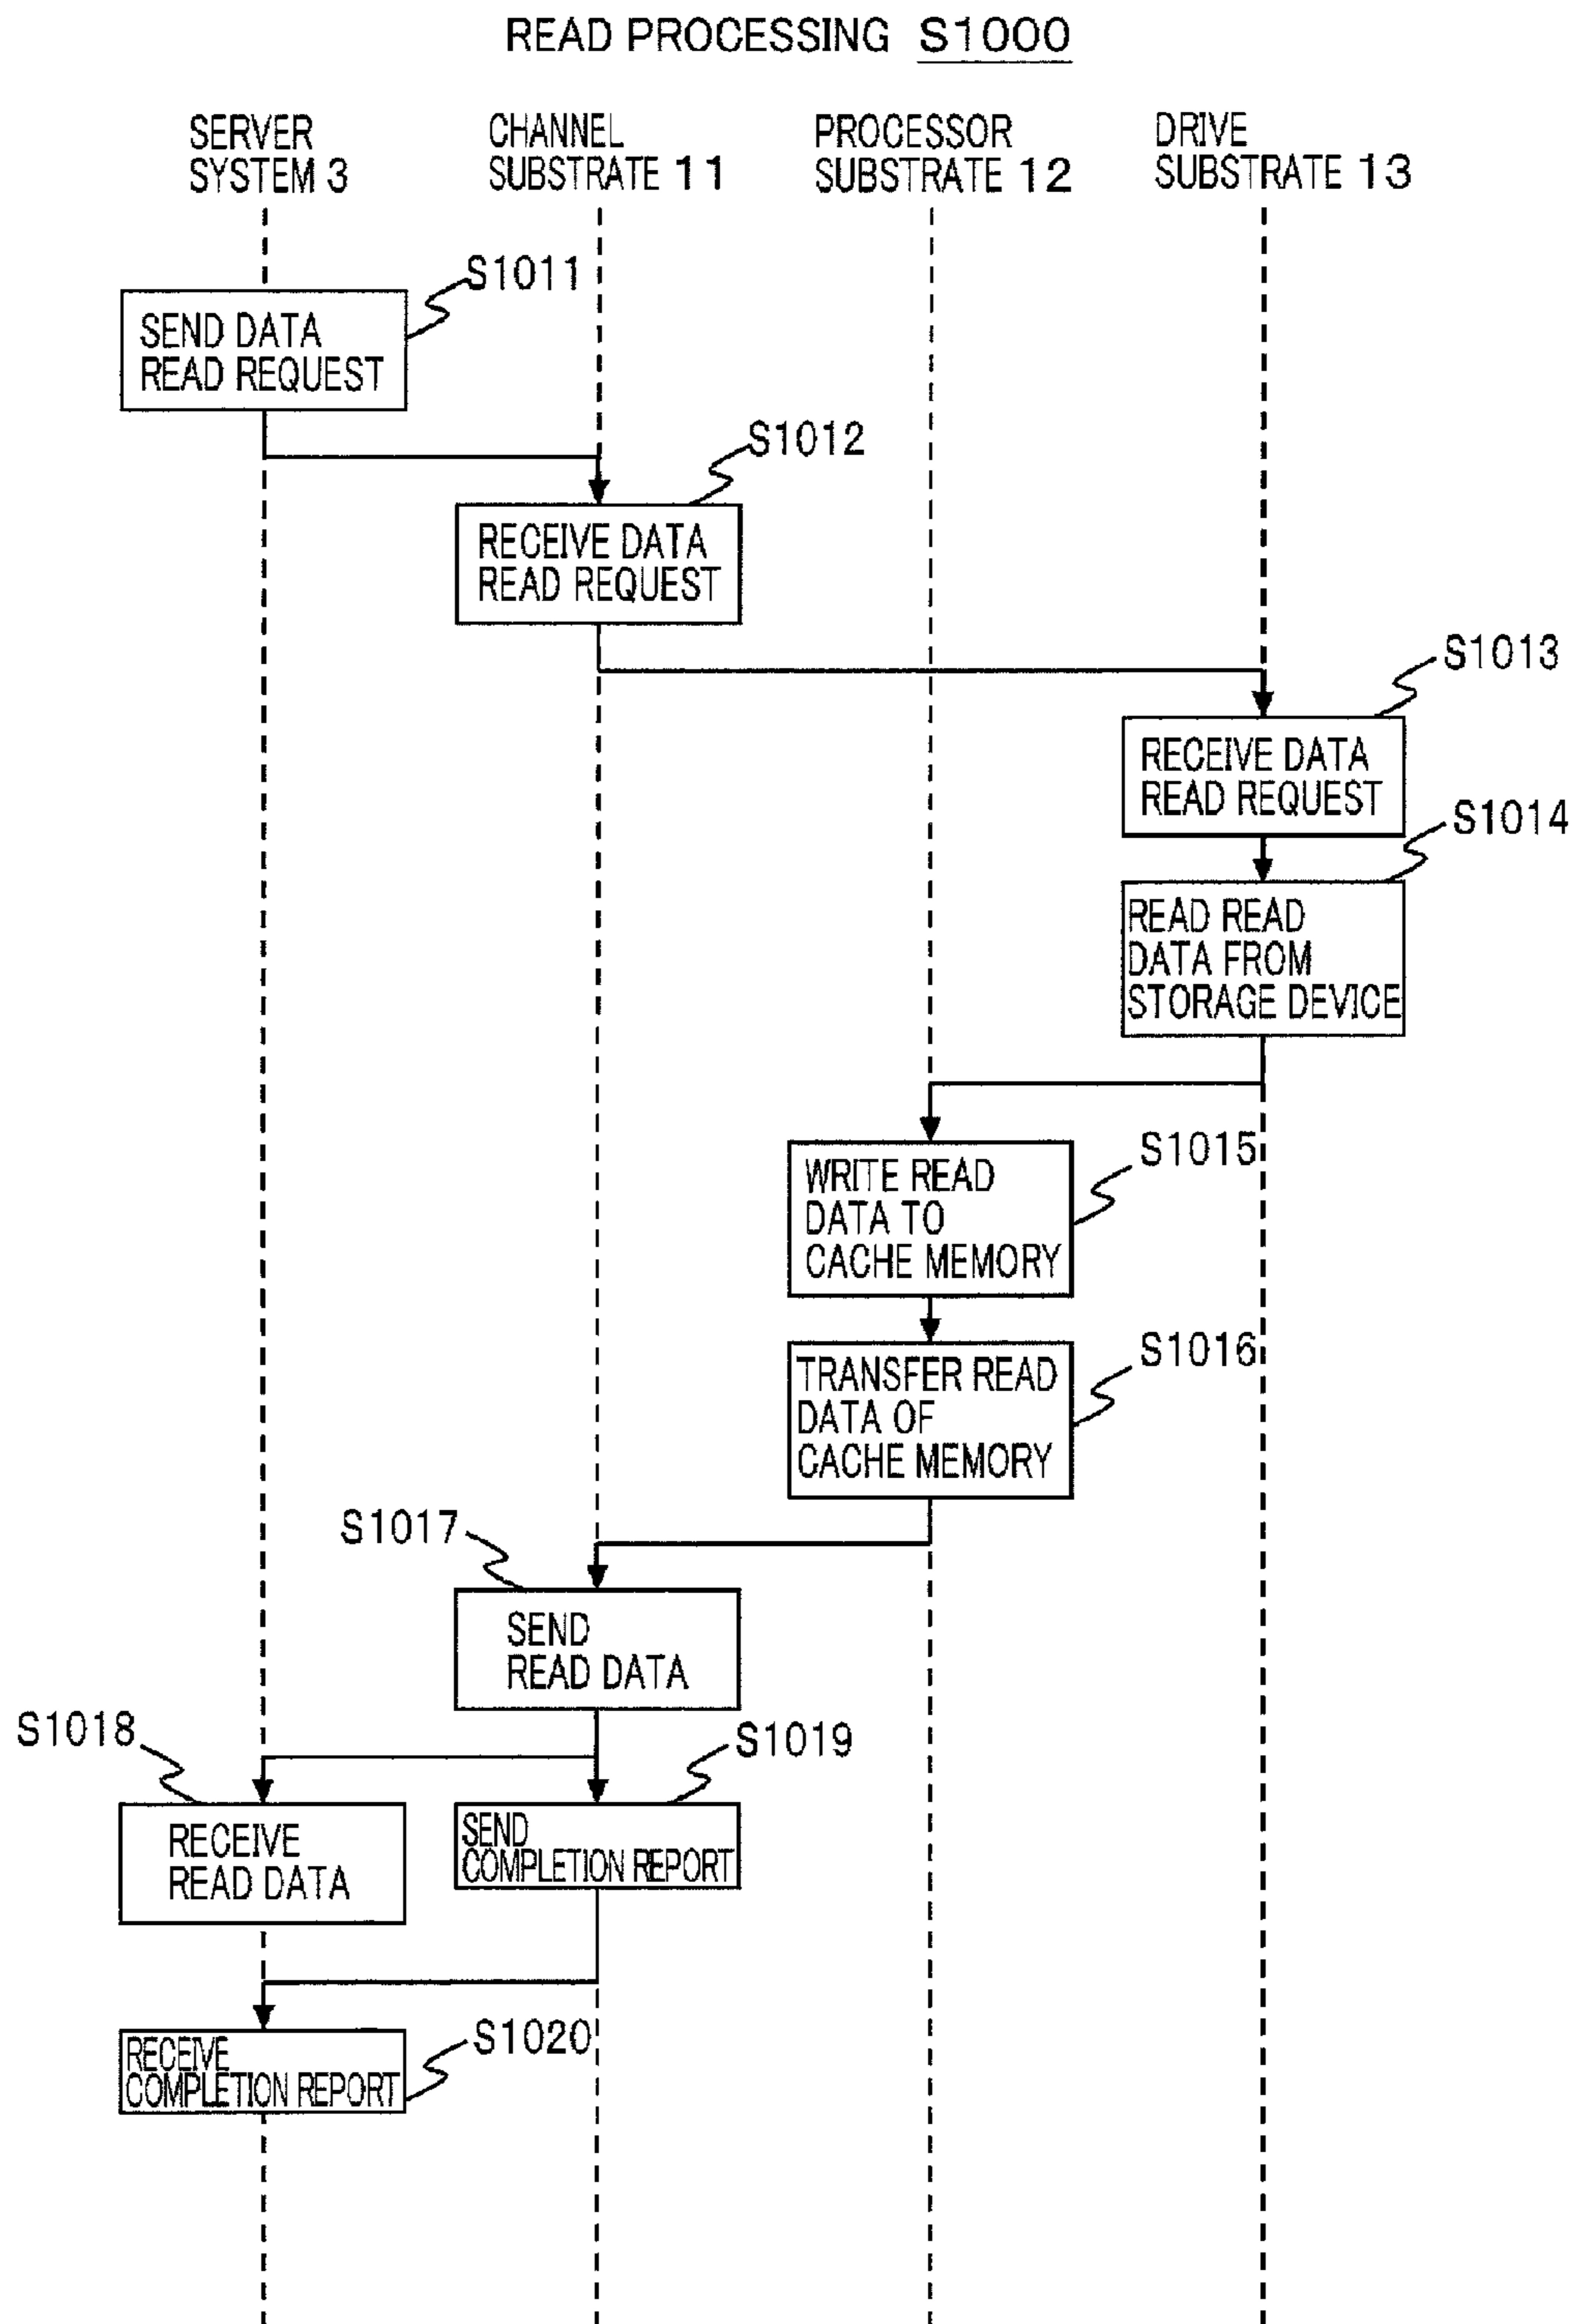 READ PROCESSING S1000
SERVER
SYSTEM 3
CHANNEL
SUBSTRATE 11
PROCESSOR
SUBSTRATE 12
DRIVE
SUBSTRATE 13
S1011
SEND DATA
READ REQUEST
S1012
RECEIVE DATA
READ REQUEST
S1013
RECEIVE DATA
READ REQUEST
S1014
READ READ
DATA FROM
STORAGE DEVICE
S1015
WRITE READ
DATA TO
CACHE MEMORY
S1016
TRANSFER READ
DATA OF
CACHE MEMORY
S1017
SEND
READ DATA
S1018
RECEIVE
READ DATA
S1019
SEND
COMPLETION REPORT
S1020
RECEIVE
COMPLETION REPORT